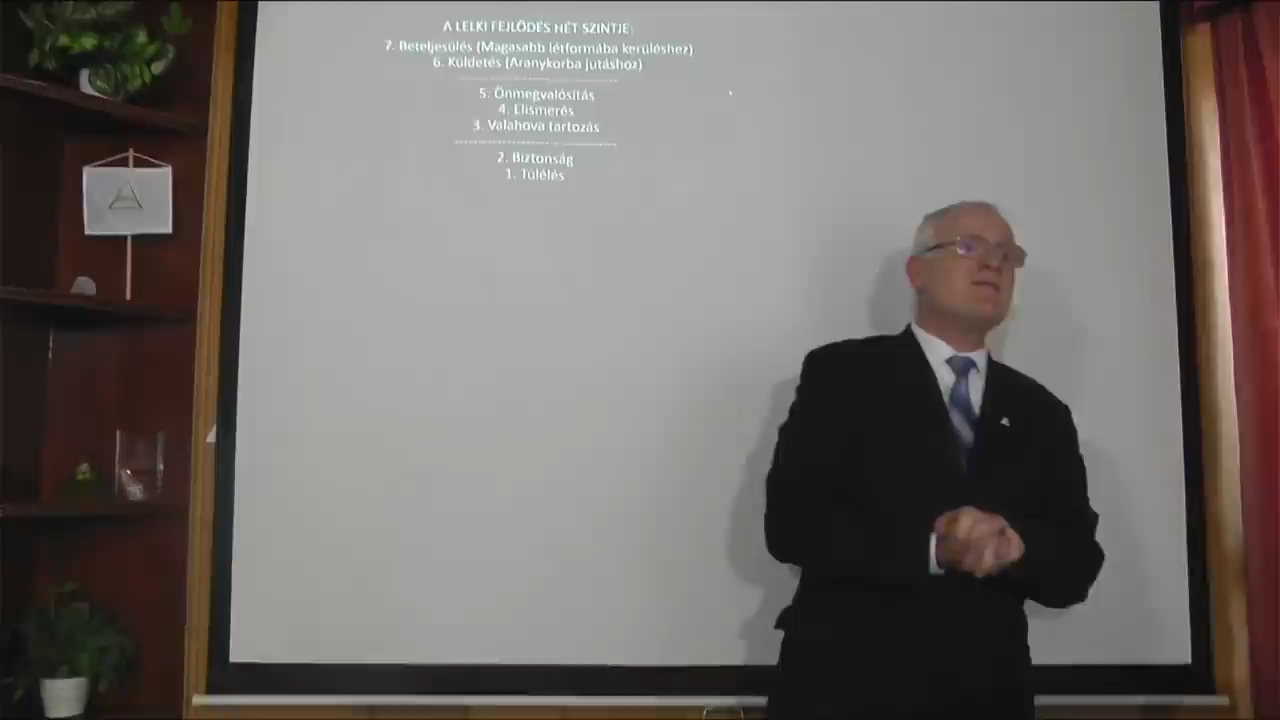 A LELKI FEJLŐDÉS HÉT SZINTJE:
7. Beteljesülés (Magasabb létformába kerüléshez)
6. Küldetés (Aranykorba jutáshoz)
5. Önmegvalósítás
4. Elismerés
3. Valahova tartozás
2. Biztonság
1. Túlélés